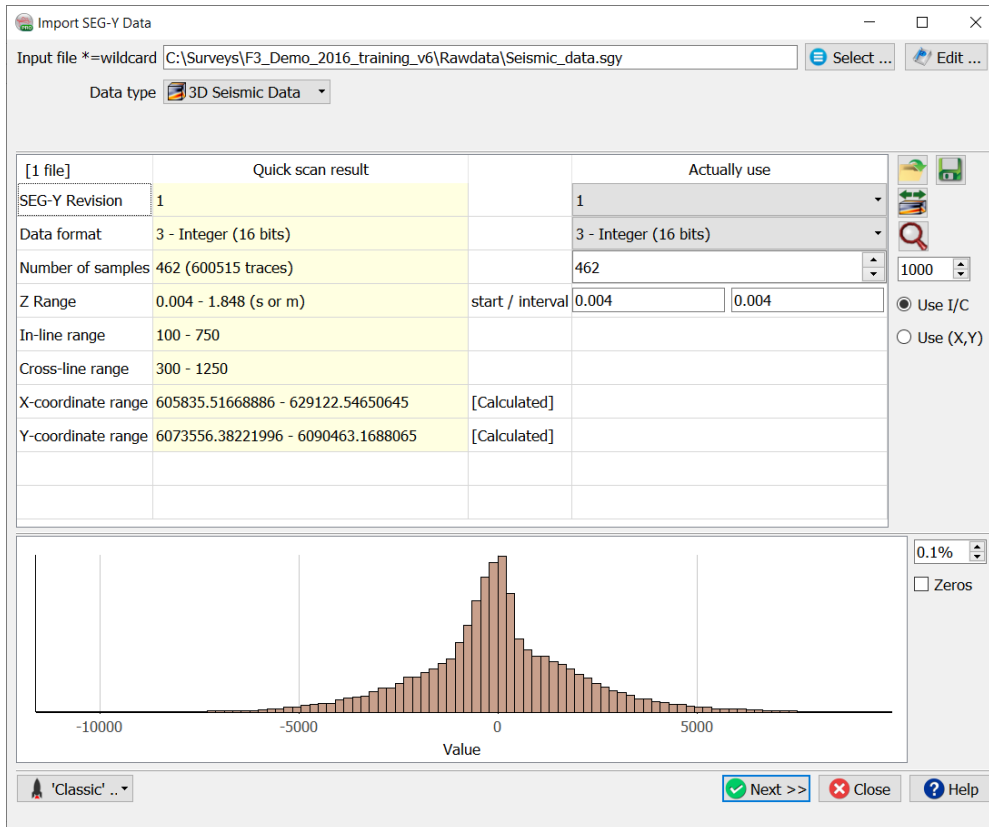 Import SEG-Y Data
Input file *=wildcard C:\Surveys\F3_Demo_2016_training_v6\Rawdata\Seismic_data.sgy Select ... Edit ...
Data type 3D Seismic Data
[1 file] Quick scan result Actually use
SEG-Y Revision 1 1
Data format 3 - Integer (16 bits) 3 - Integer (16 bits)
Number of samples 462 (600515 traces) 462 1000
Z Range 0.004 - 1.848 (s or m) start / interval 0.004 0.004 Use I/C
In-line range 100 - 750 Use (X,Y)
Cross-line range 300 - 1250
X-coordinate range 605835.51668886 - 629122.54650645 [Calculated]
Y-coordinate range 6073556.38221996 - 6090463.1688065 [Calculated]
0.1%
Zeros
-10000 -5000 0 5000
Value
'Classic' .. Next >> Close Help